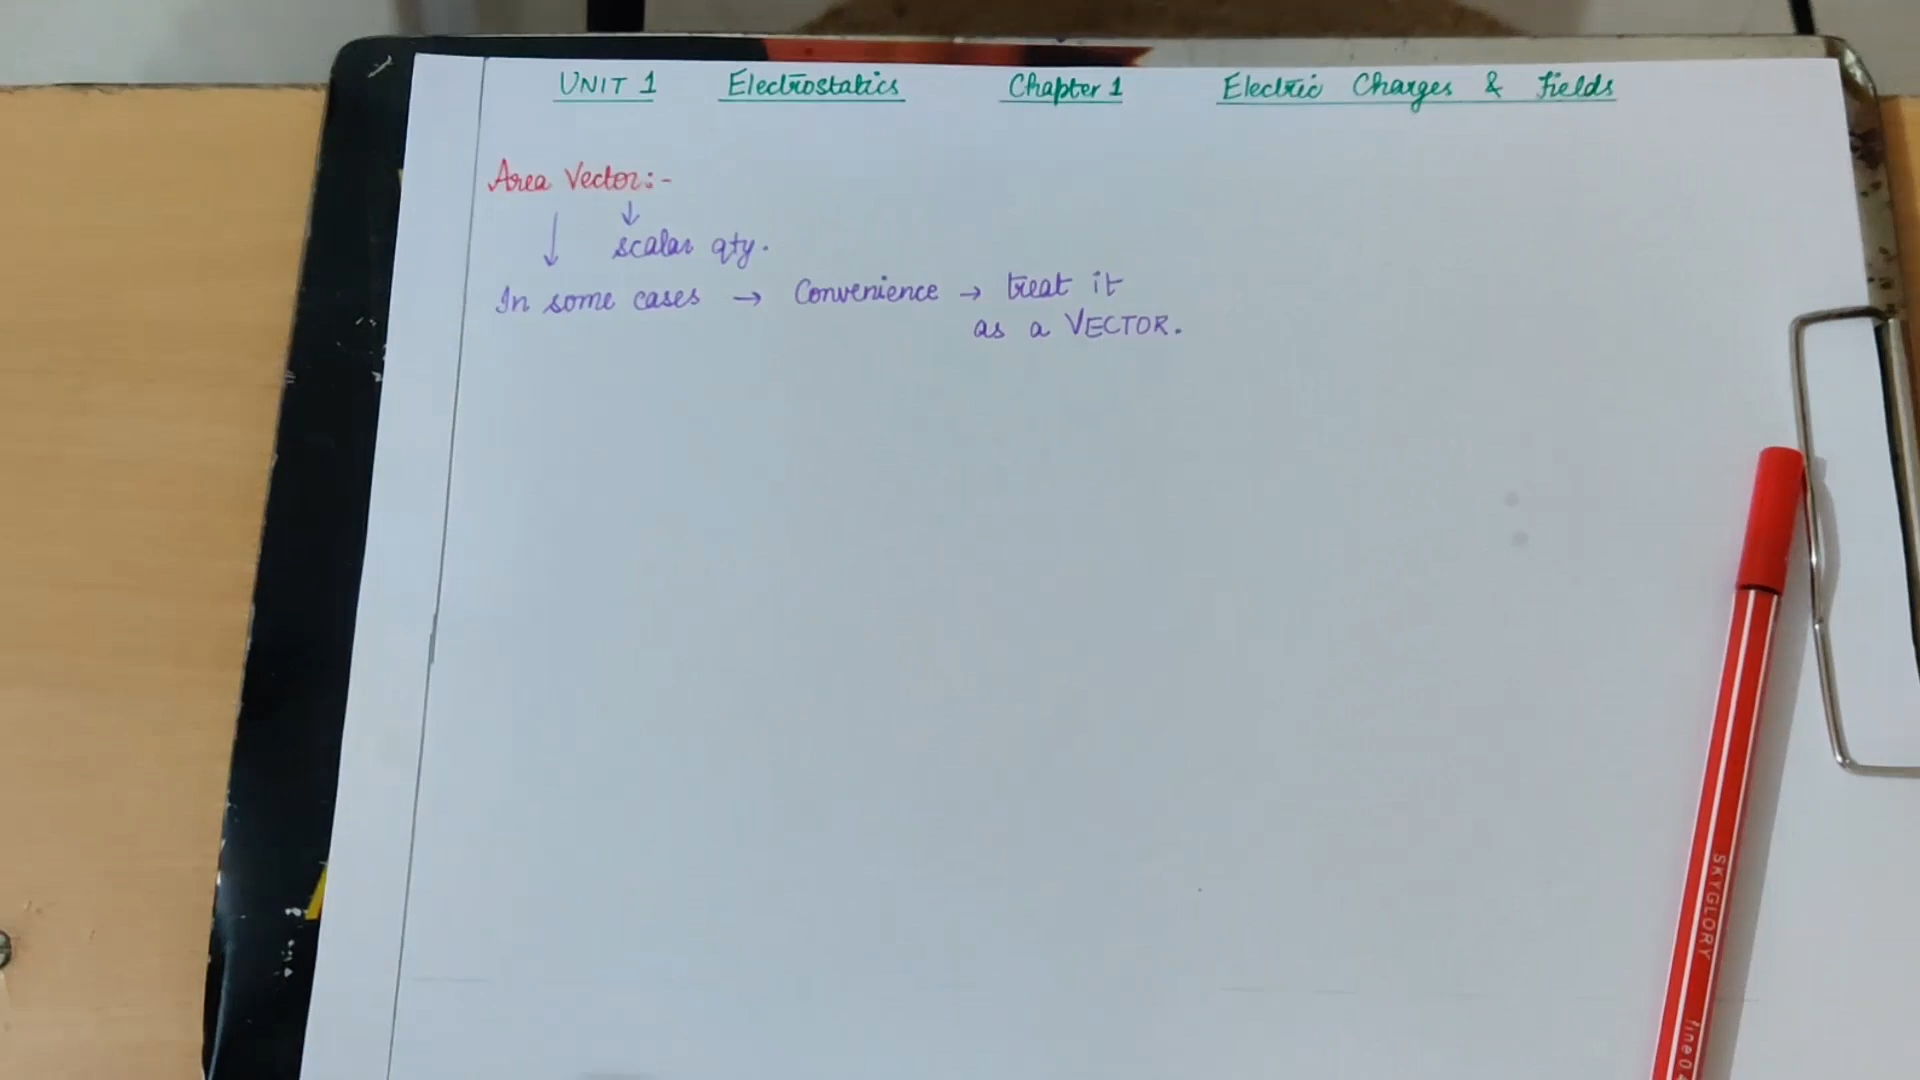 UNIT 1 Electrostatics Chapter 1 Electric Charges & Fields
Area Vector:-
↓ ↓
scalar qty.
In some cases → Convenience → treat it
as a VECTOR.
SKYGLORY fine0